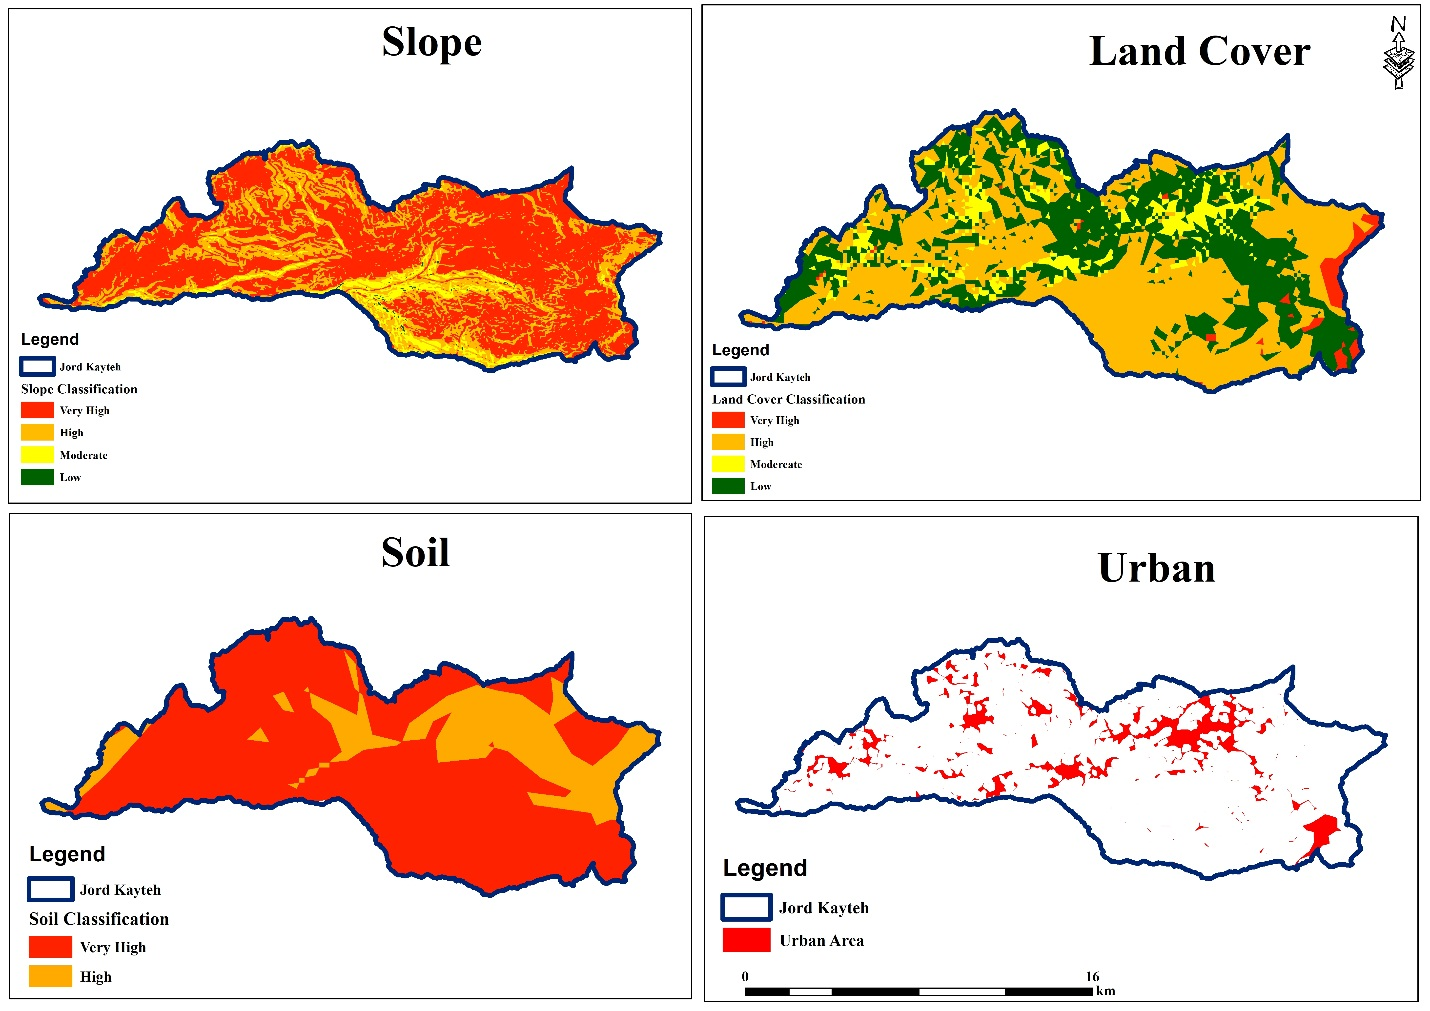 Slope
Legend
Jord Kayteh
Slope Classification
Very High
High
Moderate
Low
Land Cover
N
Legend
Jord Kayteh
Land Cover Classification
Very High
High
Modereate
Low
Soil
Legend
Jord Kayteh
Soil Classification
Very High
High
Urban
Legend
Jord Kayteh
Urban Area
0 16
km